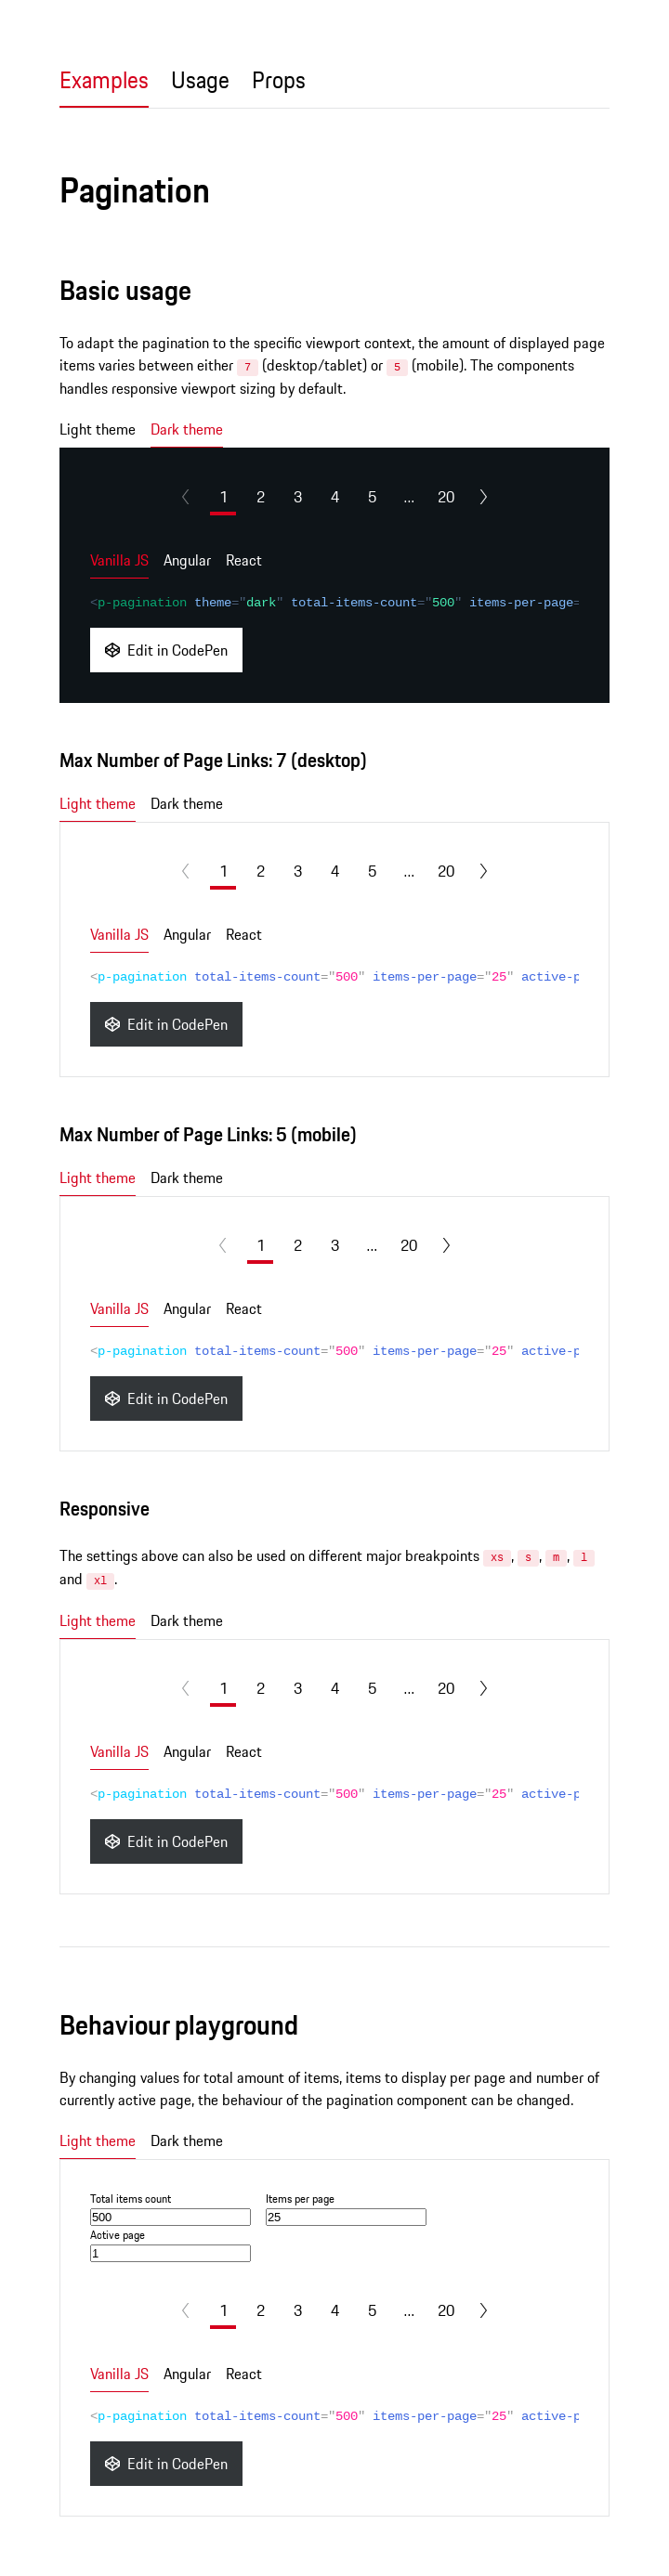 Examples Usage Props
Pagination
Basic usage
To adapt the pagination to the specific viewport context, the amount of displayed page
items varies between either 7 (desktop/tablet) or 5 (mobile). The components
handles responsive viewport sizing by default.
Light theme Dark theme
1 2 3 4 5 ... 20
Vanilla JS Angular React
<p-pagination theme="dark" total-items-count="500" items-per-page=
Edit in CodePen
Max Number of Page Links: 7 (desktop)
Light theme Dark theme
1 2 3 4 5 ... 20
Vanilla JS Angular React
<p-pagination total-items-count="500" items-per-page="25" active-p
Edit in CodePen
Max Number of Page Links: 5 (mobile)
Light theme Dark theme
1 2 3 ... 20
Vanilla JS Angular React
<p-pagination total-items-count="500" items-per-page="25" active-p
Edit in CodePen
Responsive
The settings above can also be used on different major breakpoints xs, s, m, l
and xl.
Light theme Dark theme
1 2 3 4 5 ... 20
Vanilla JS Angular React
<p-pagination total-items-count="500" items-per-page="25" active-p
Edit in CodePen
Behaviour playground
By changing values for total amount of items, items to display per page and number of
currently active page, the behaviour of the pagination component can be changed.
Light theme Dark theme
Total items count Items per page
500 25
Active page
1
1 2 3 4 5 ... 20
Vanilla JS Angular React
<p-pagination total-items-count="500" items-per-page="25" active-p
Edit in CodePen